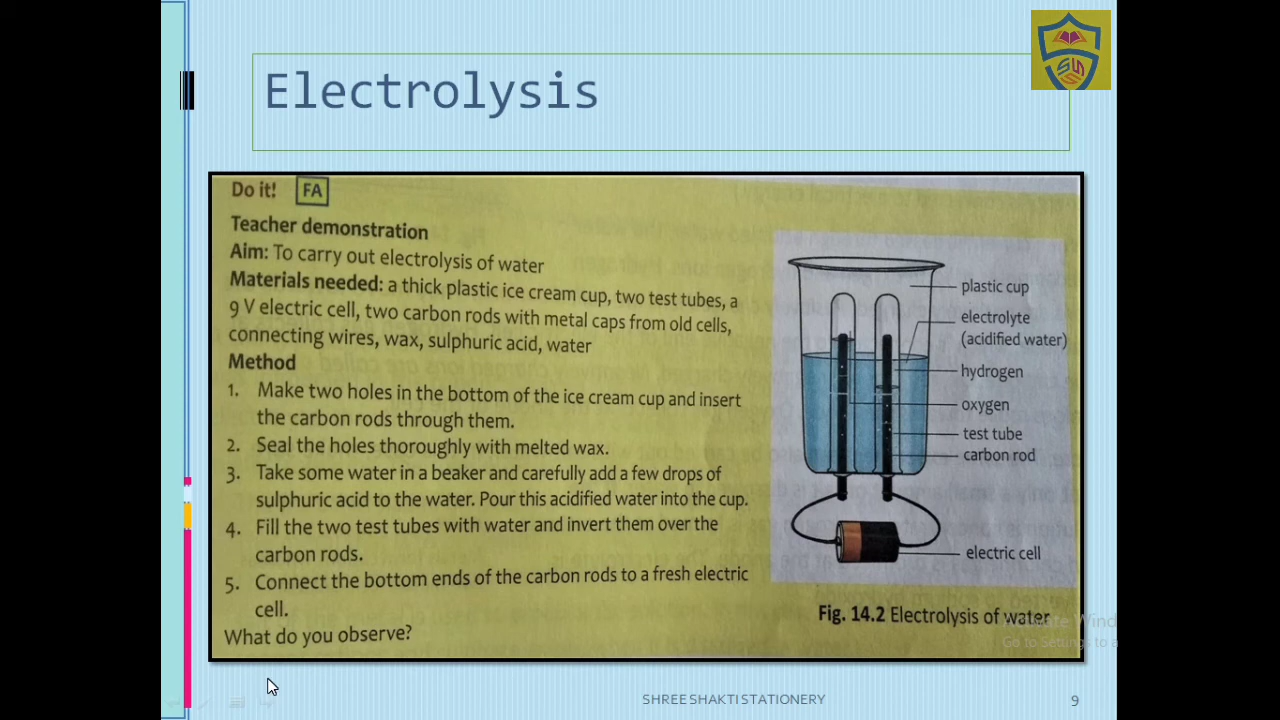 Electrolysis
Do it! FA
Teacher demonstration
Aim: To carry out electrolysis of water
Materials needed: a thick plastic ice cream cup, two test tubes, a
9 V electric cell, two carbon rods with metal caps from old cells,
connecting wires, wax, sulphuric acid, water
Method
1. Make two holes in the bottom of the ice cream cup and insert
the carbon rods through them.
2. Seal the holes thoroughly with melted wax.
3. Take some water in a beaker and carefully add a few drops of
sulphuric acid to the water. Pour this acidified water into the cup.
4. Fill the two test tubes with water and invert them over the
carbon rods.
5. Connect the bottom ends of the carbon rods to a fresh electric
cell.
What do you observe?
plastic cup
electrolyte
(acidified water)
hydrogen
oxygen
test tube
carbon rod
electric cell
Fig. 14.2 Electrolysis of water
Activate Wind
Go to Settings to a
SHREE SHAKTI STATIONERY
9